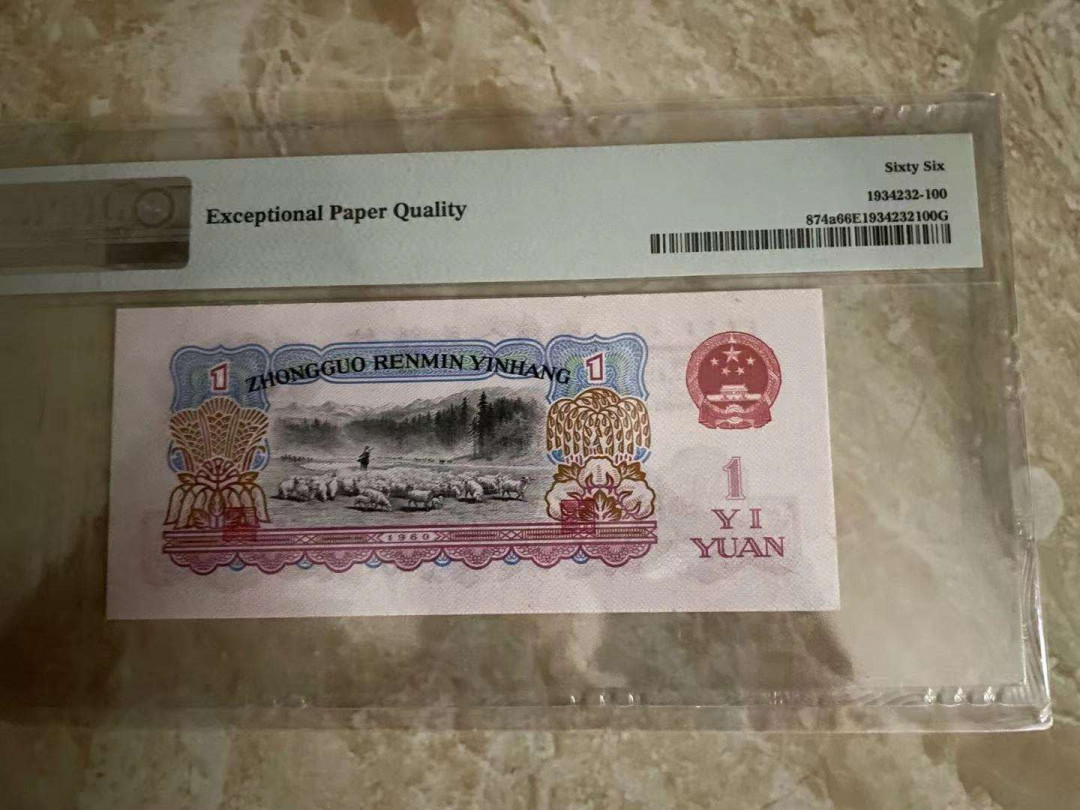 Sixty Six
1934232-100
Exceptional Paper Quality
874a66E1934232100G
1 ZHONGGUO RENMIN YINHANG 1
1
YI
YUAN
1960